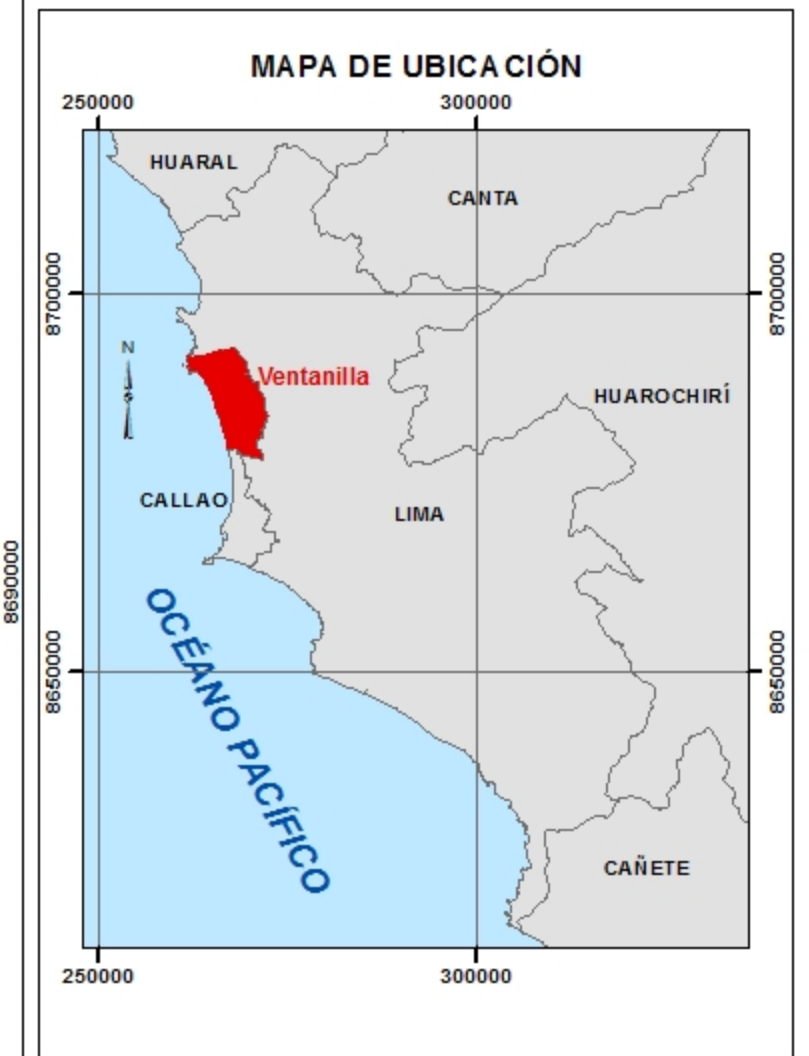 MAPA DE UBICACIÓN
250000
300000
HUARAL
CANTA
8700000
8700000
N
Ventanilla
HUAROCHIRÍ
CALLAO
LIMA
8690000
OCÉANO PACÍFICO
8650000
8650000
CAÑETE
250000
300000